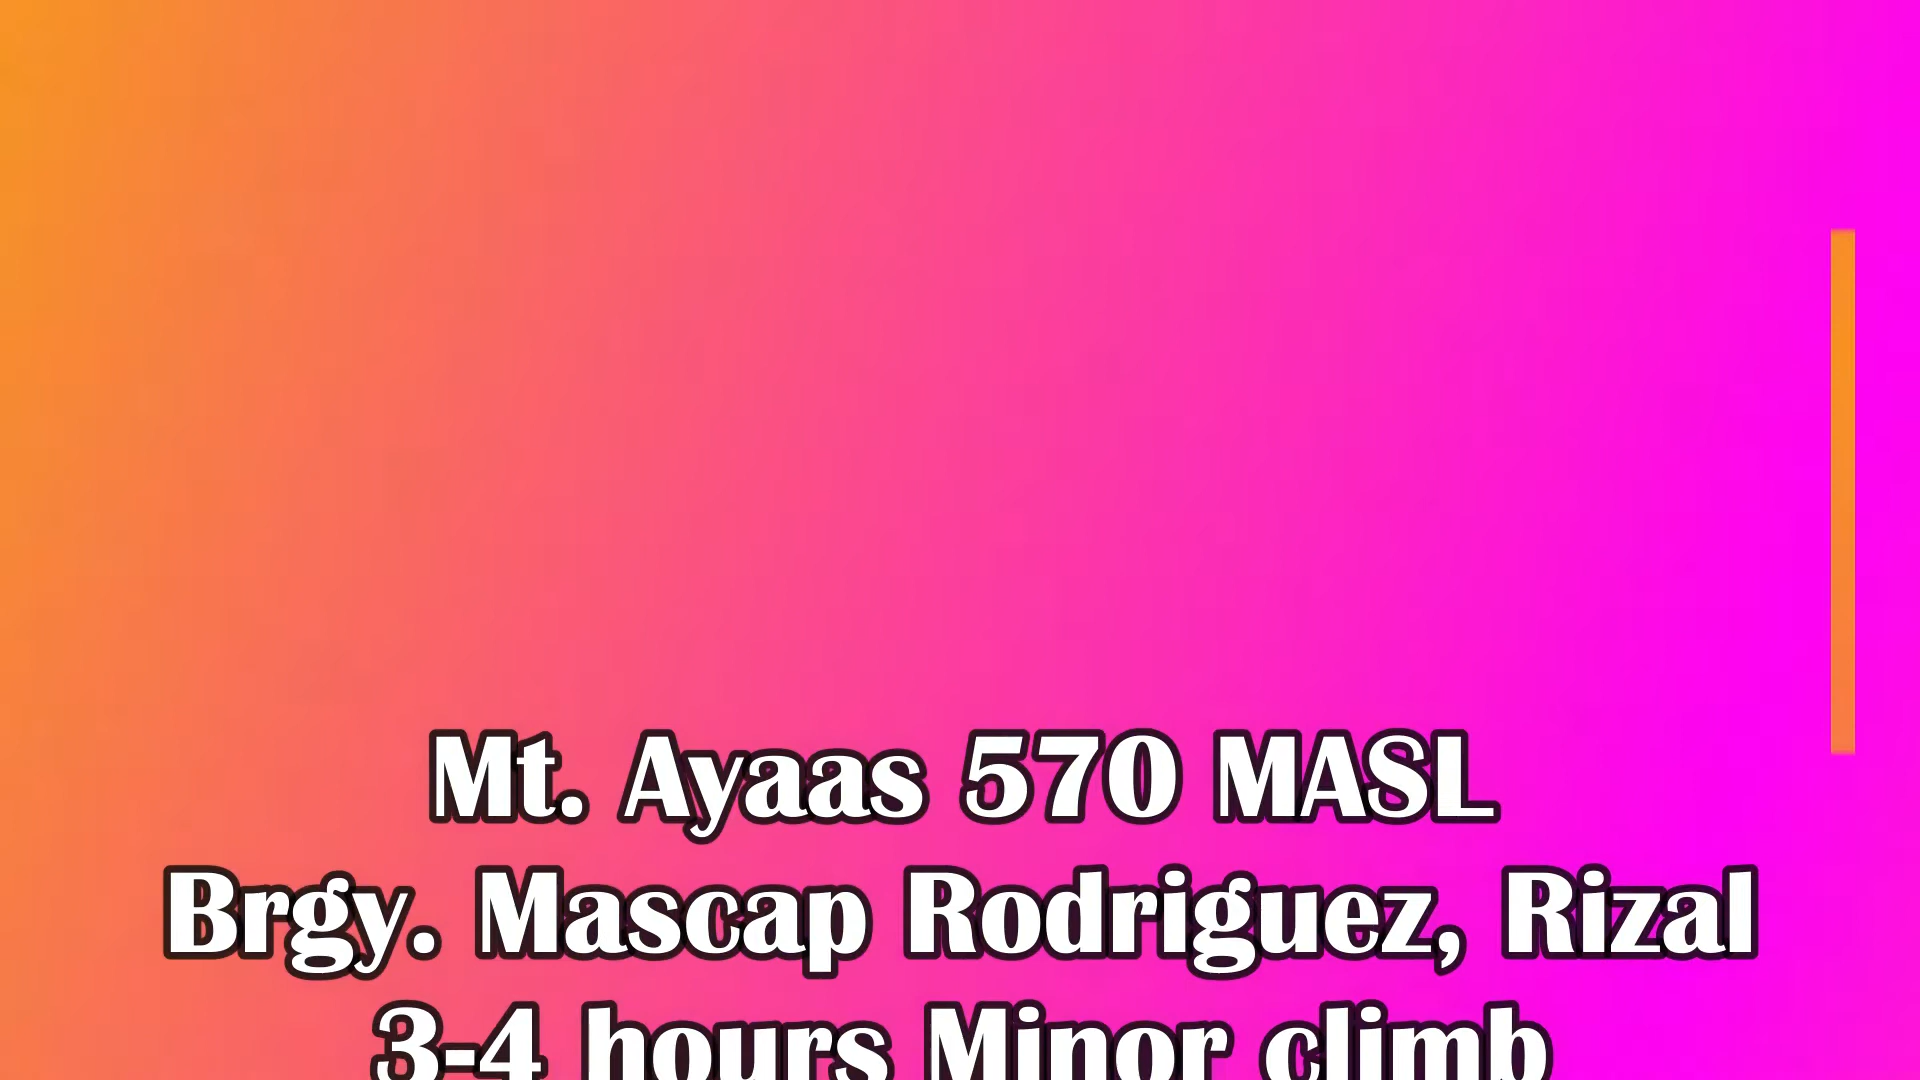 Mt. Ayaas 570 MASL
Brgy. Mascap Rodriguez, Rizal
3-4 hours Minor climb